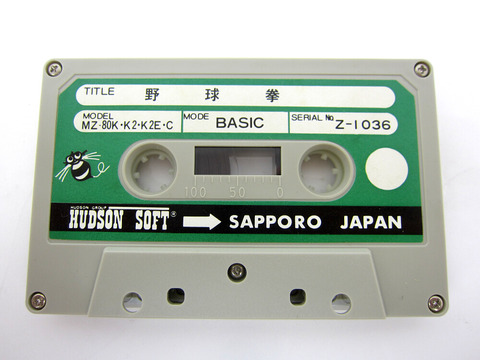 TITLE 野球拳
MODEL MODE SERIAL No
MZ-80K・K2・K2E・C BASIC Z-1036
100 50 0
HUDSON GROUP
HUDSON SOFT® SAPPORO JAPAN